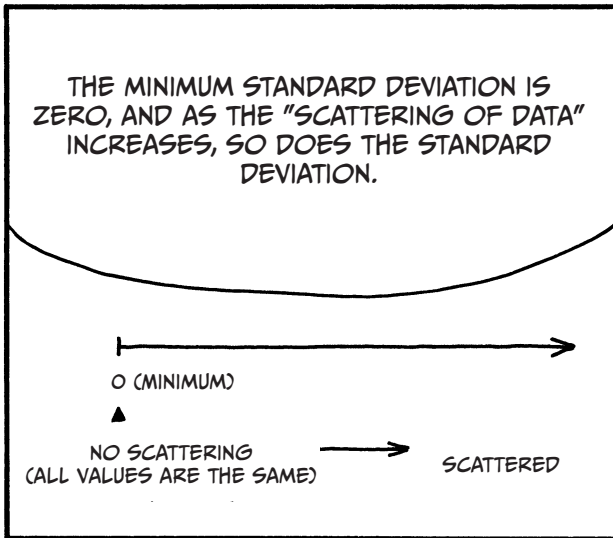 THE MINIMUM STANDARD DEVIATION IS
ZERO, AND AS THE "SCATTERING OF DATA"
INCREASES, SO DOES THE STANDARD
DEVIATION.
0 (MINIMUM)
NO SCATTERING
(ALL VALUES ARE THE SAME)
SCATTERED